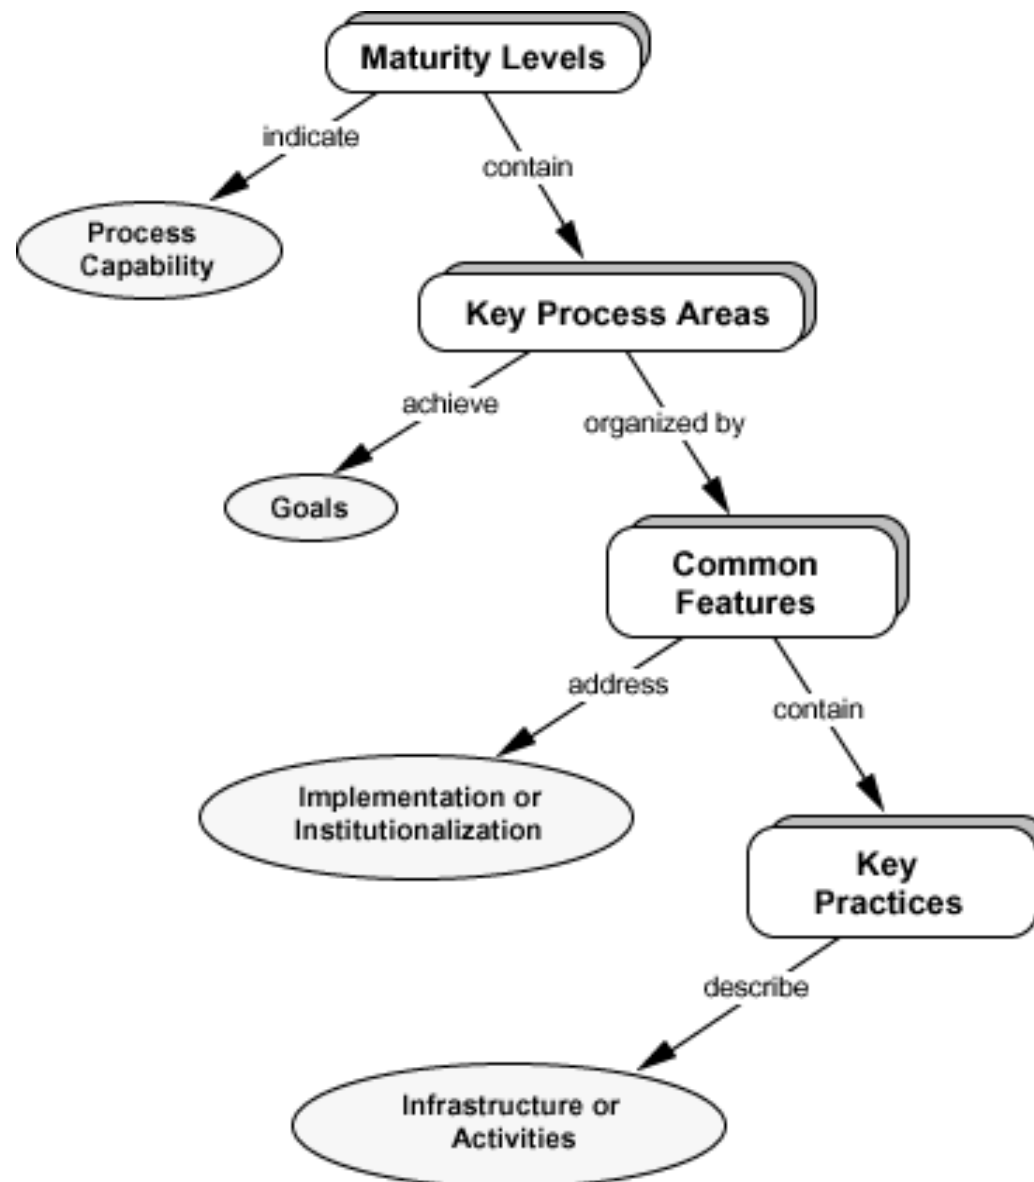 Maturity Levels
indicate
contain
Process
Capability
Key Process Areas
achieve
organized by
Goals
Common
Features
address
contain
Implementation or
Institutionalization
Key
Practices
describe
Infrastructure or
Activities